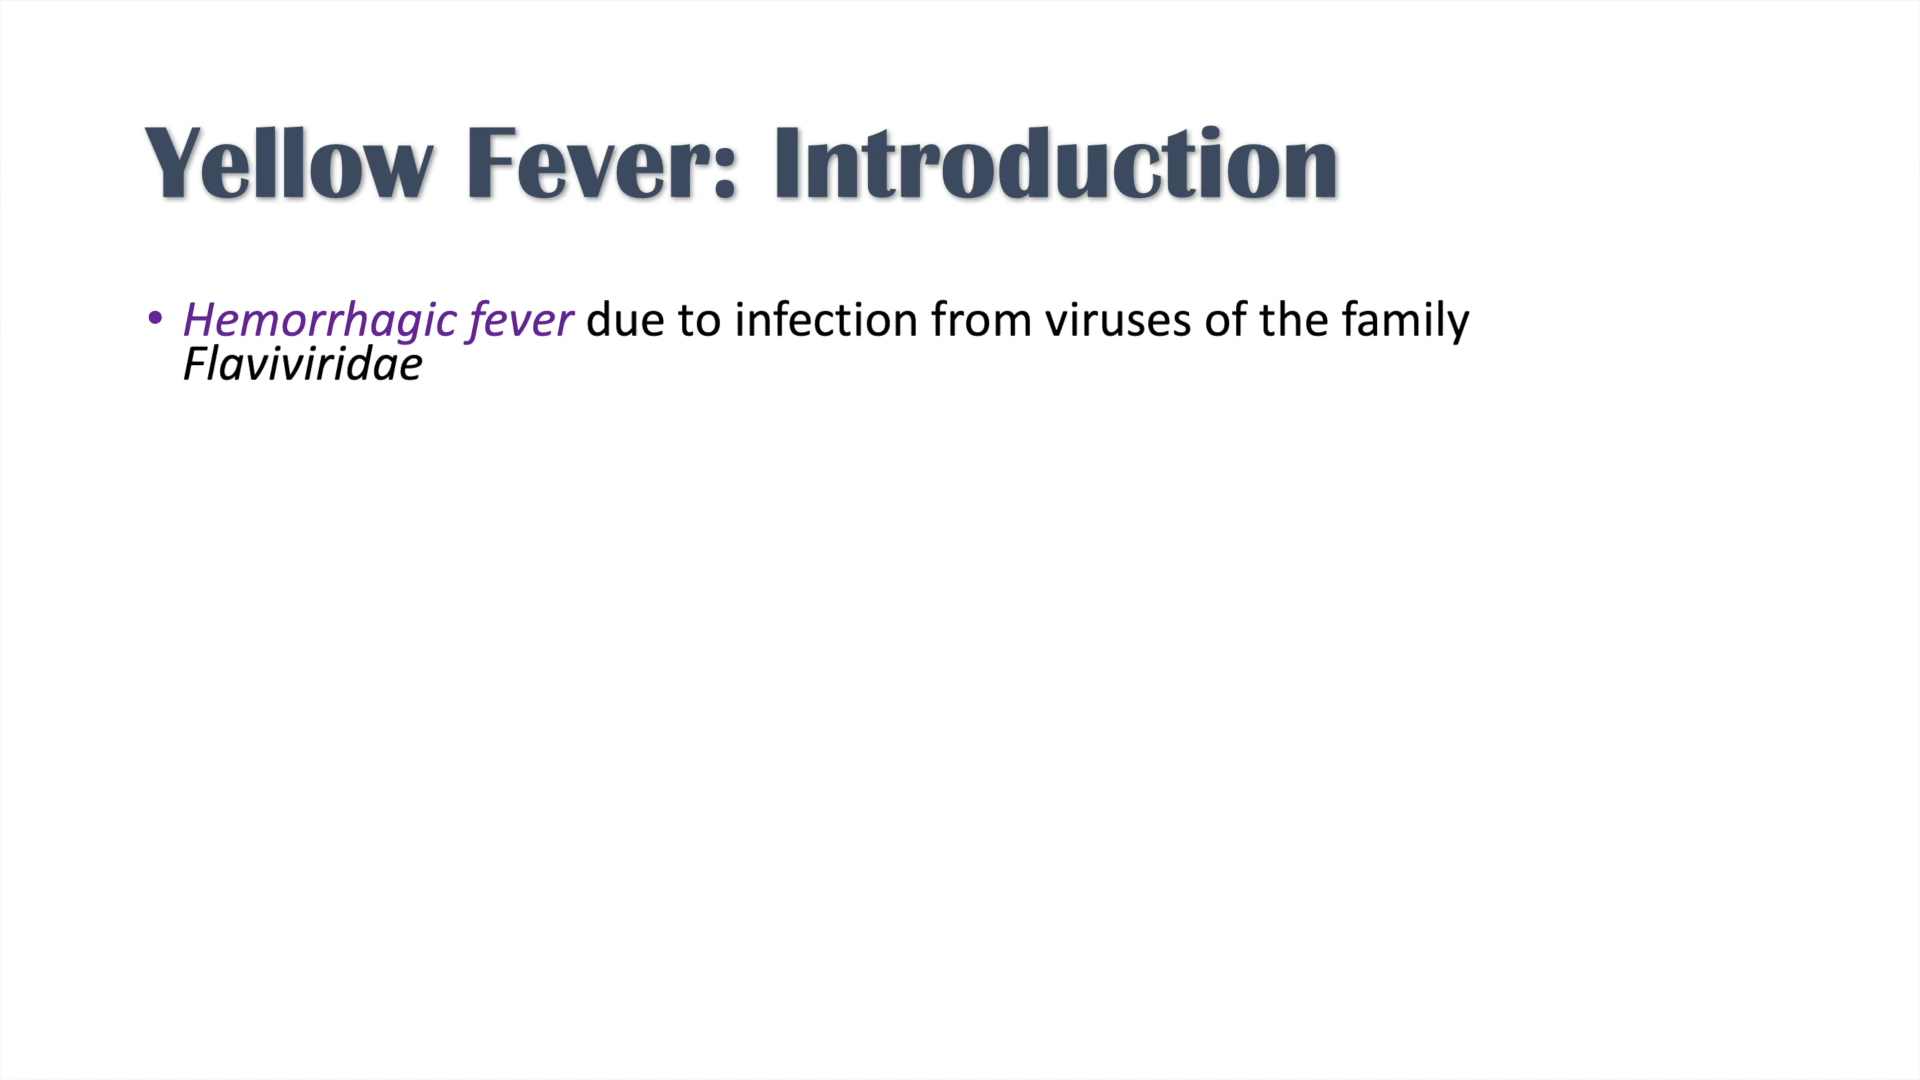 Yellow Fever: Introduction
• Hemorrhagic fever due to infection from viruses of the family
Flaviviridae